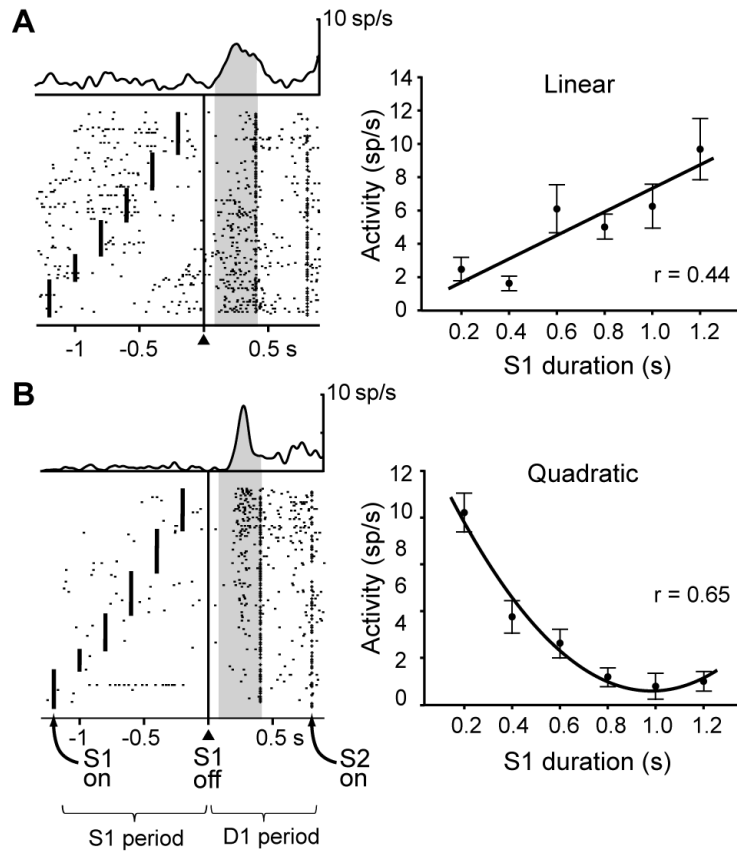 A
10 sp/s
-1 -0.5 0.5 s
Linear
Activity (sp/s)
14
12
10
8
6
4
2
0
r = 0.44
0.2 0.4 0.6 0.8 1.0 1.2
S1 duration (s)
B
10 sp/s
-1 -0.5 0.5 s
S1 on
S1 off
S2 on
S1 period
D1 period
Quadratic
Activity (sp/s)
12
10
8
6
4
2
0
r = 0.65
0.2 0.4 0.6 0.8 1.0 1.2
S1 duration (s)